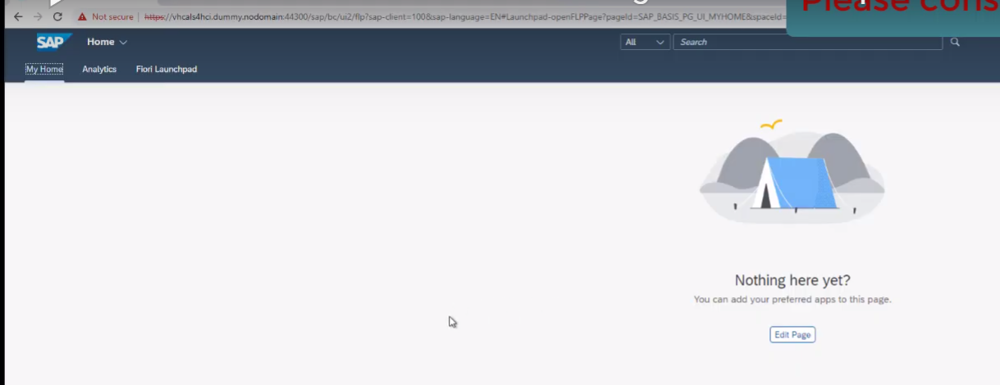 Please cons
Not secure | https://vhcals4hci.dummy.nodomain:44300/sap/bc/ui2/flp?sap-client=100&sap-language=EN#Launchpad-openFLPPage?pageId=SAP_BASIS_PG_UI_MYHOME&spaceId=
SAP Home All Search
My Home Analytics Fiori Launchpad
Nothing here yet?
You can add your preferred apps to this page.
Edit Page